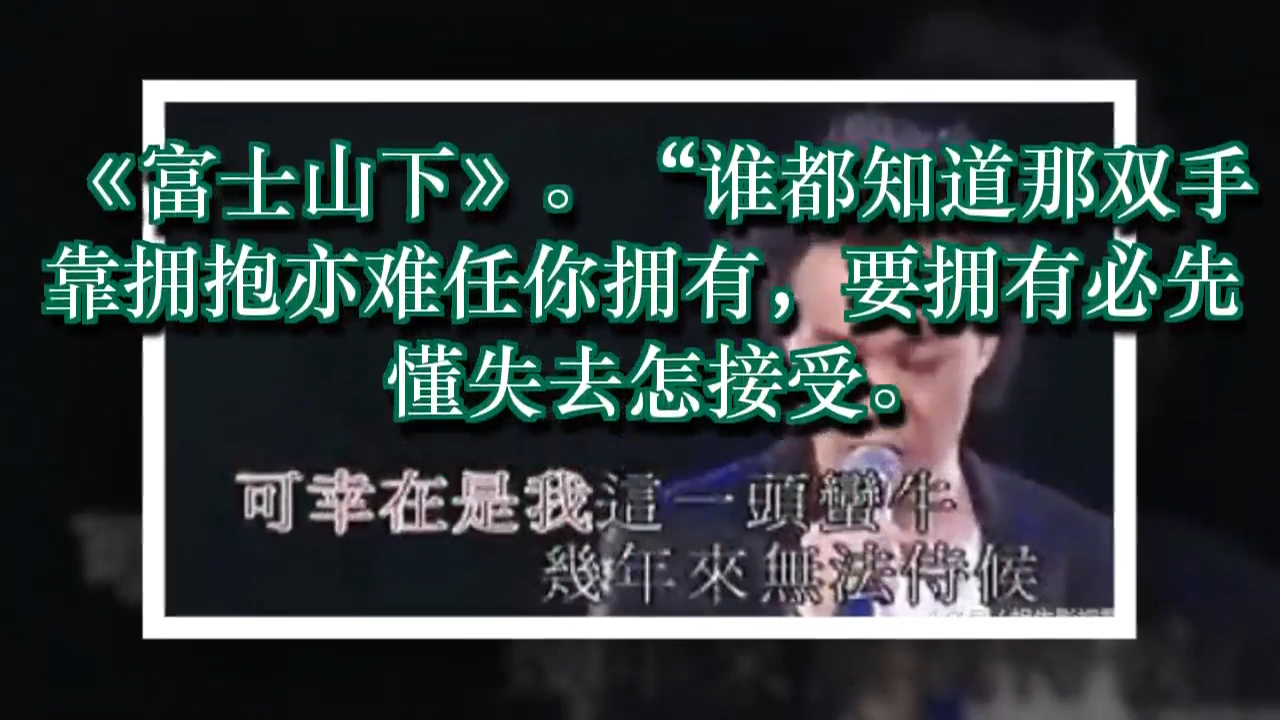 《富士山下》。“谁都知道那双手
靠拥抱亦难任你拥有，要拥有必先
懂失去怎接受。
可幸在是我這一頭蠻牛
幾年來無法侍候